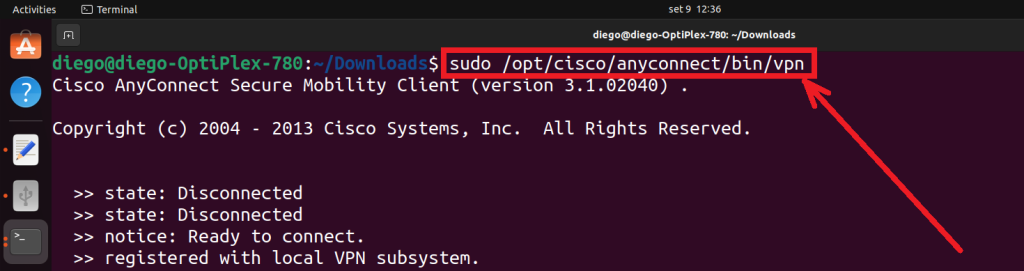 Activities Terminal set 9 12:36
diego@diego-OptiPlex-780: ~/Downloads
diego@diego-OptiPlex-780:~/Downloads$ sudo /opt/cisco/anyconnect/bin/vpn
Cisco AnyConnect Secure Mobility Client (version 3.1.02040) .
Copyright (c) 2004 - 2013 Cisco Systems, Inc.  All Rights Reserved.
>> state: Disconnected
>> state: Disconnected
>> notice: Ready to connect.
>> registered with local VPN subsystem.